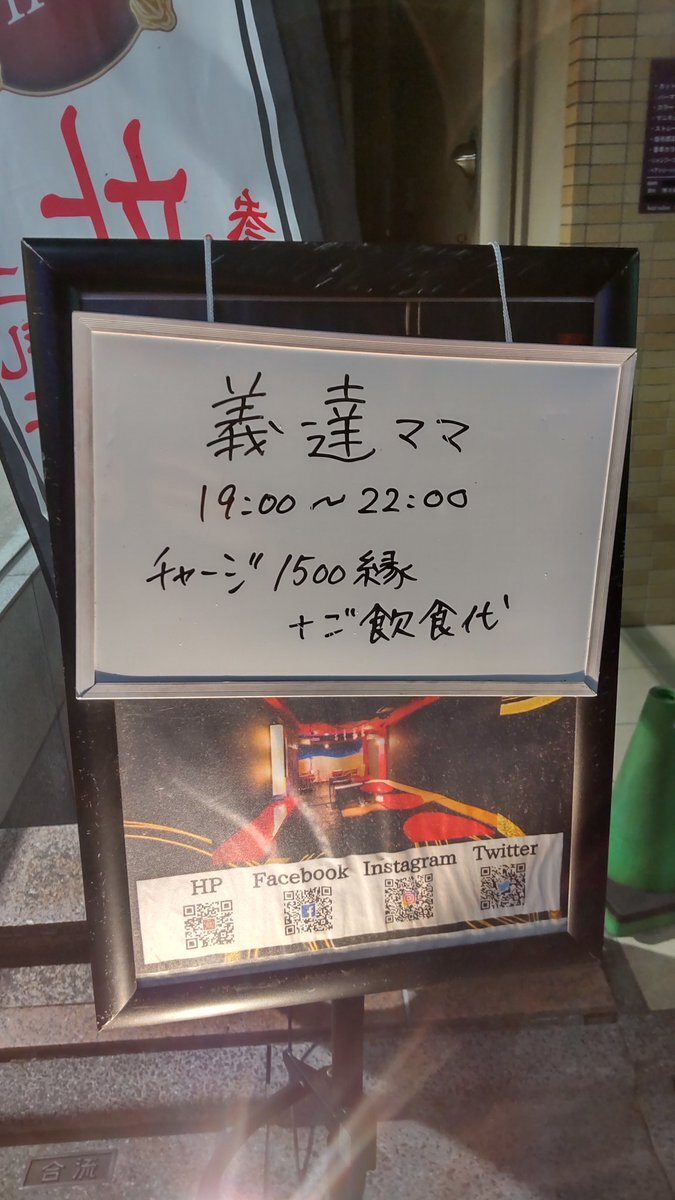 義達ママ
19:00～22:00
チャージ1500縁
+ご飲食代
HP Facebook Instagram Twitter
合流